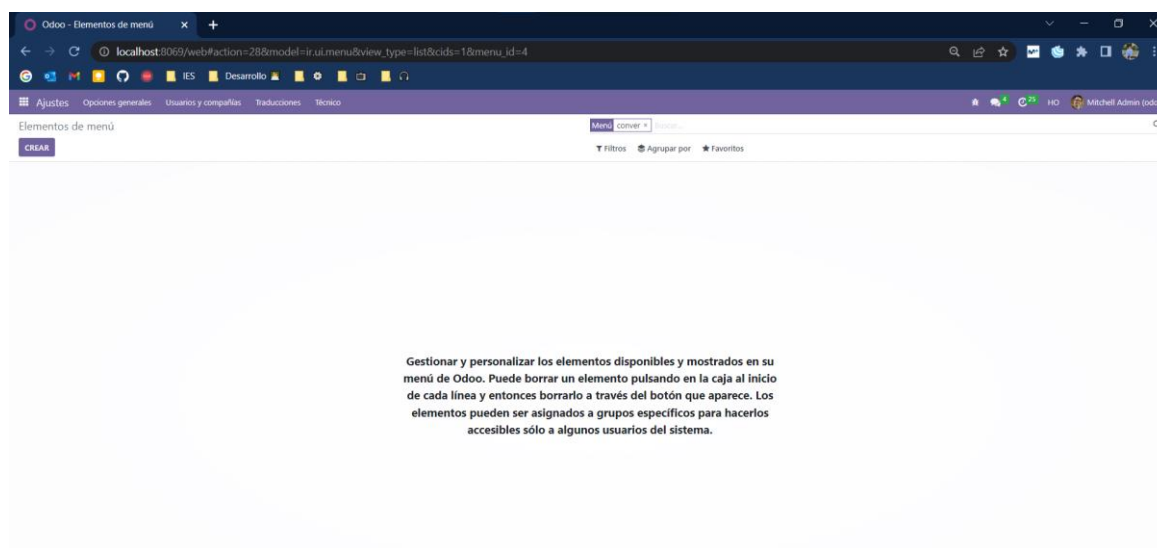 Odoo - Elementos de menú
localhost:8069/web#action=28&model=ir.ui.menu&view_type=list&cids=1&menu_id=4
IES Desarrollo
Ajustes Opciones generales Usuarios y compañías Traducciones Técnico 4 25 HO Mitchell Admin (odo
Elementos de menú Menú conver × Buscar...
CREAR Filtros Agrupar por Favoritos
Gestionar y personalizar los elementos disponibles y mostrados en su
menú de Odoo. Puede borrar un elemento pulsando en la caja al inicio
de cada línea y entonces borrarlo a través del botón que aparece. Los
elementos pueden ser asignados a grupos específicos para hacerlos
accesibles sólo a algunos usuarios del sistema.